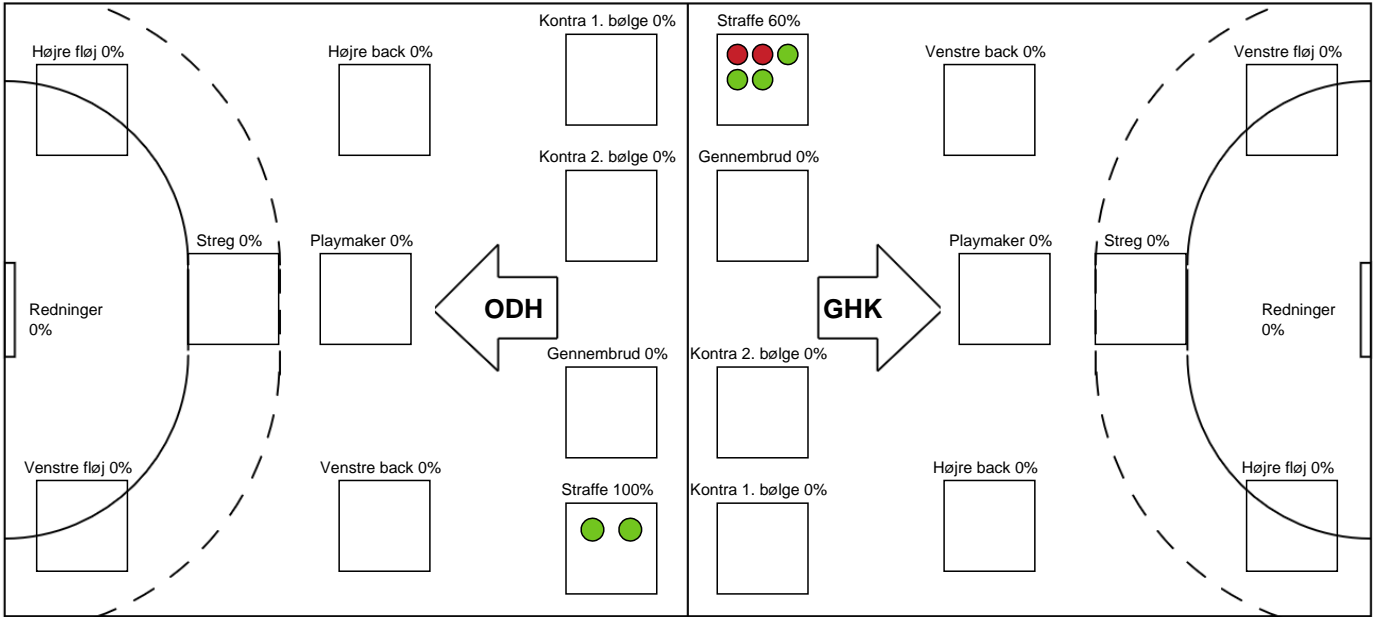 Kontra 1. bølge 0%
Straffe 60%
Højre fløj 0%
Højre back 0%
Venstre back 0%
Venstre fløj 0%
Kontra 2. bølge 0%
Gennembrud 0%
Streg 0%
Playmaker 0%
Playmaker 0%
Streg 0%
Redninger
0%
ODH
GHK
Redninger
0%
Gennembrud 0%
Kontra 2. bølge 0%
Venstre fløj 0%
Venstre back 0%
Højre back 0%
Højre fløj 0%
Straffe 100%
Kontra 1. bølge 0%